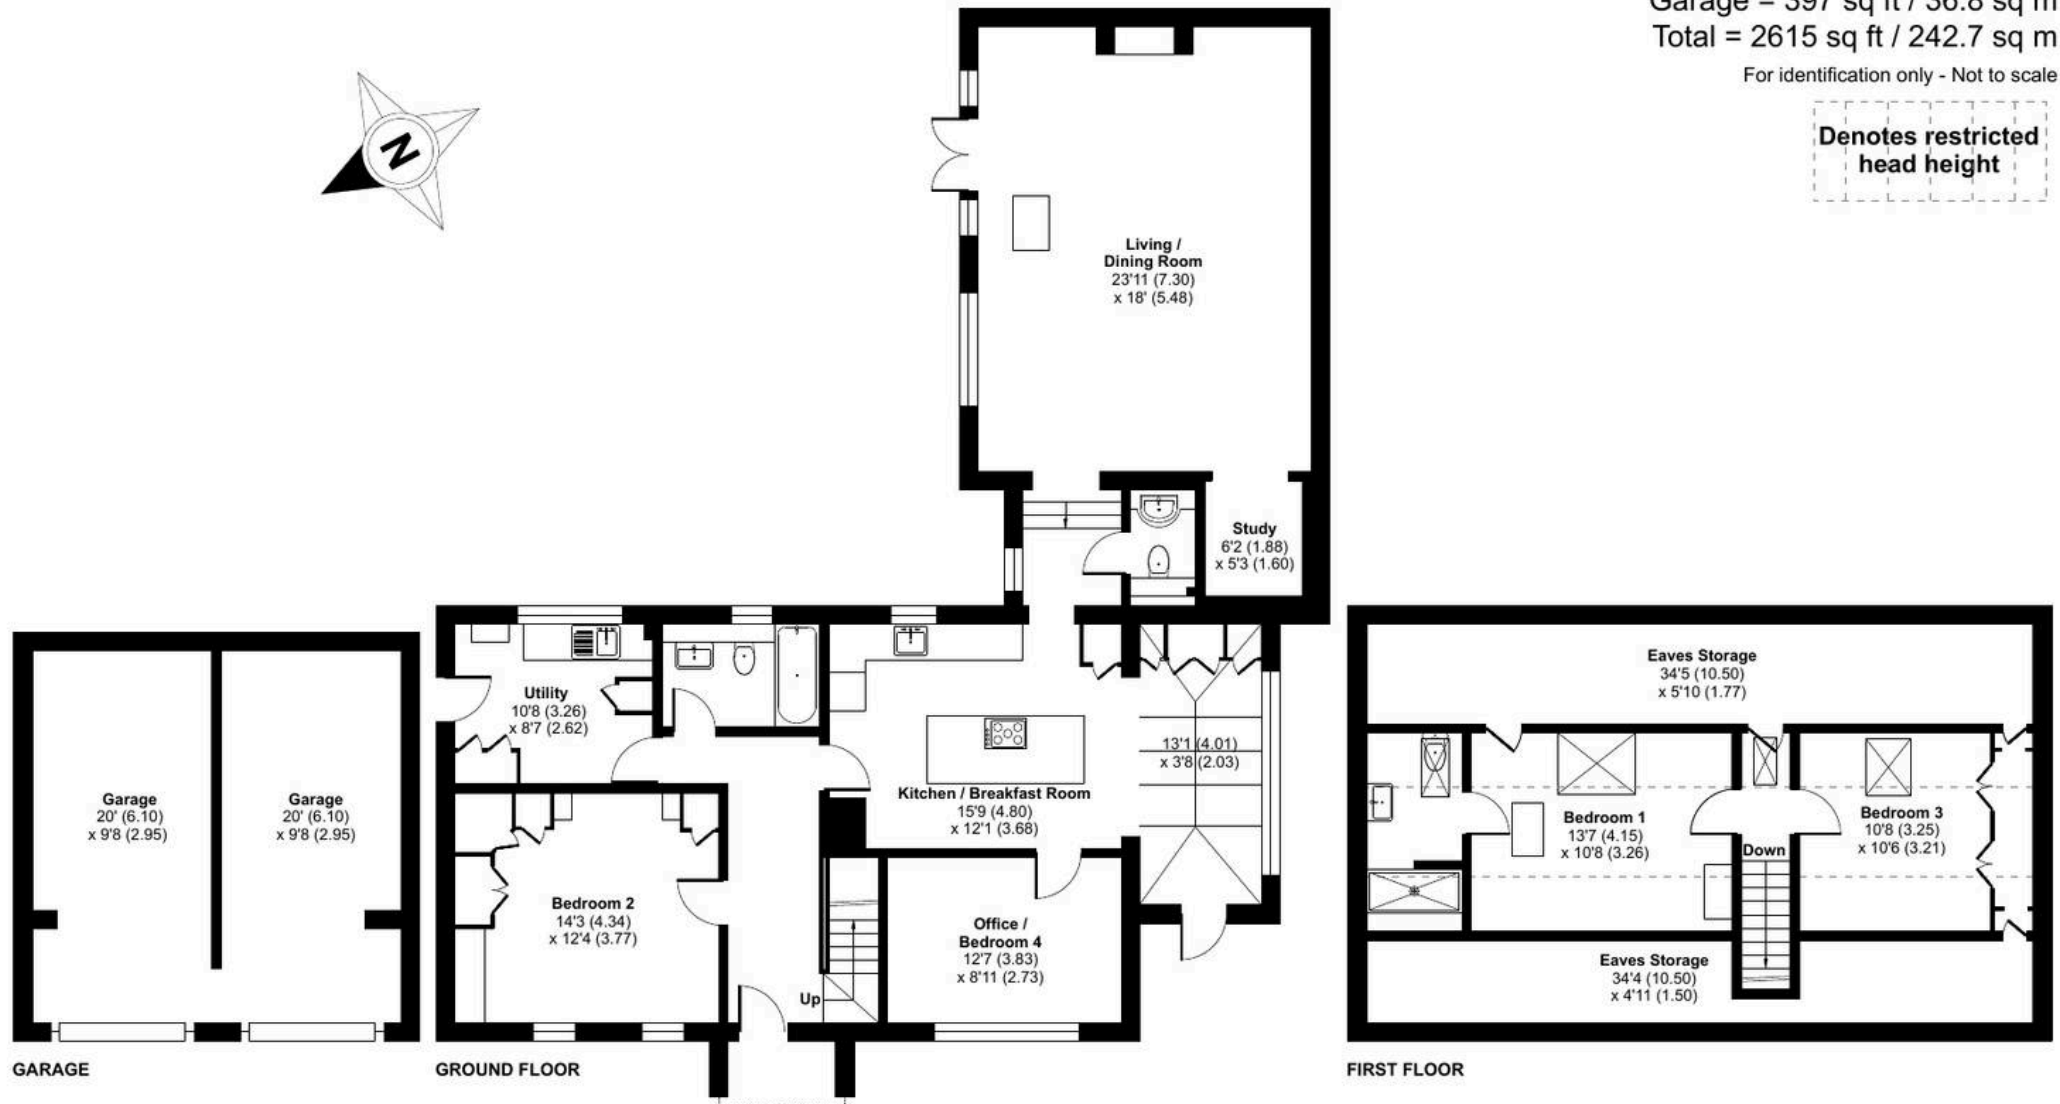 Garage = 397 sq ft / 36.8 sq m
Total = 2615 sq ft / 242.7 sq m
For identification only - Not to scale
Denotes restricted
head height
N
Living /
Dining Room
23'11 (7.30)
x 18' (5.48)
Study
6'2 (1.88)
x 5'3 (1.60)
Utility
10'8 (3.26)
x 8'7 (2.62)
13'1 (4.01)
x 3'8 (2.03)
Kitchen / Breakfast Room
15'9 (4.80)
x 12'1 (3.68)
Garage
20' (6.10)
x 9'8 (2.95)
Garage
20' (6.10)
x 9'8 (2.95)
Bedroom 2
14'3 (4.34)
x 12'4 (3.77)
Office /
Bedroom 4
12'7 (3.83)
x 8'11 (2.73)
Up
Eaves Storage
34'5 (10.50)
x 5'10 (1.77)
Bedroom 1
13'7 (4.15)
x 10'8 (3.26)
Down
Bedroom 3
10'8 (3.25)
x 10'6 (3.21)
Eaves Storage
34'4 (10.50)
x 4'11 (1.50)
GARAGE
GROUND FLOOR
FIRST FLOOR